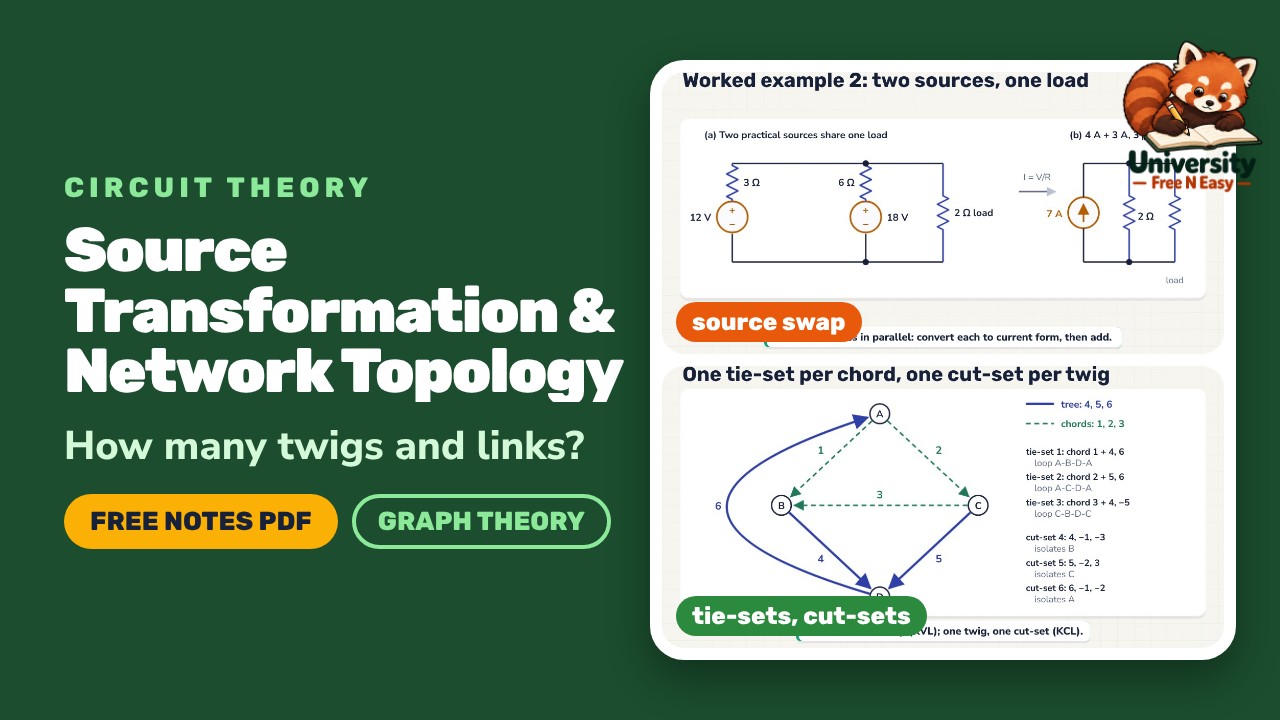 CIRCUIT THEORY
Source
Transformation &
Network Topology
How many twigs and links?
FREE NOTES PDF
GRAPH THEORY
Worked example 2: two sources, one load
(a) Two practical sources share one load
(b) 4 A + 3 A, 3
3 Ω
6 Ω
12 V
18 V
2 Ω load
I = V/R
7 A
2 Ω
load
source swap
in parallel: convert each to current form, then add.
University
Free N Easy
One tie-set per chord, one cut-set per twig
A
B
C
1
2
3
4
5
6
tree: 4, 5, 6
chords: 1, 2, 3
tie-set 1: chord 1 + 4, 6
loop A-B-D-A
tie-set 2: chord 2 + 5, 6
loop A-C-D-A
tie-set 3: chord 3 + 4, −5
loop C-B-D-C
cut-set 4: 4, −1, −3
isolates B
cut-set 5: 5, −2, 3
isolates C
cut-set 6: 6, −1, −2
isolates A
tie-sets, cut-sets
one twig, one cut-set (KCL).